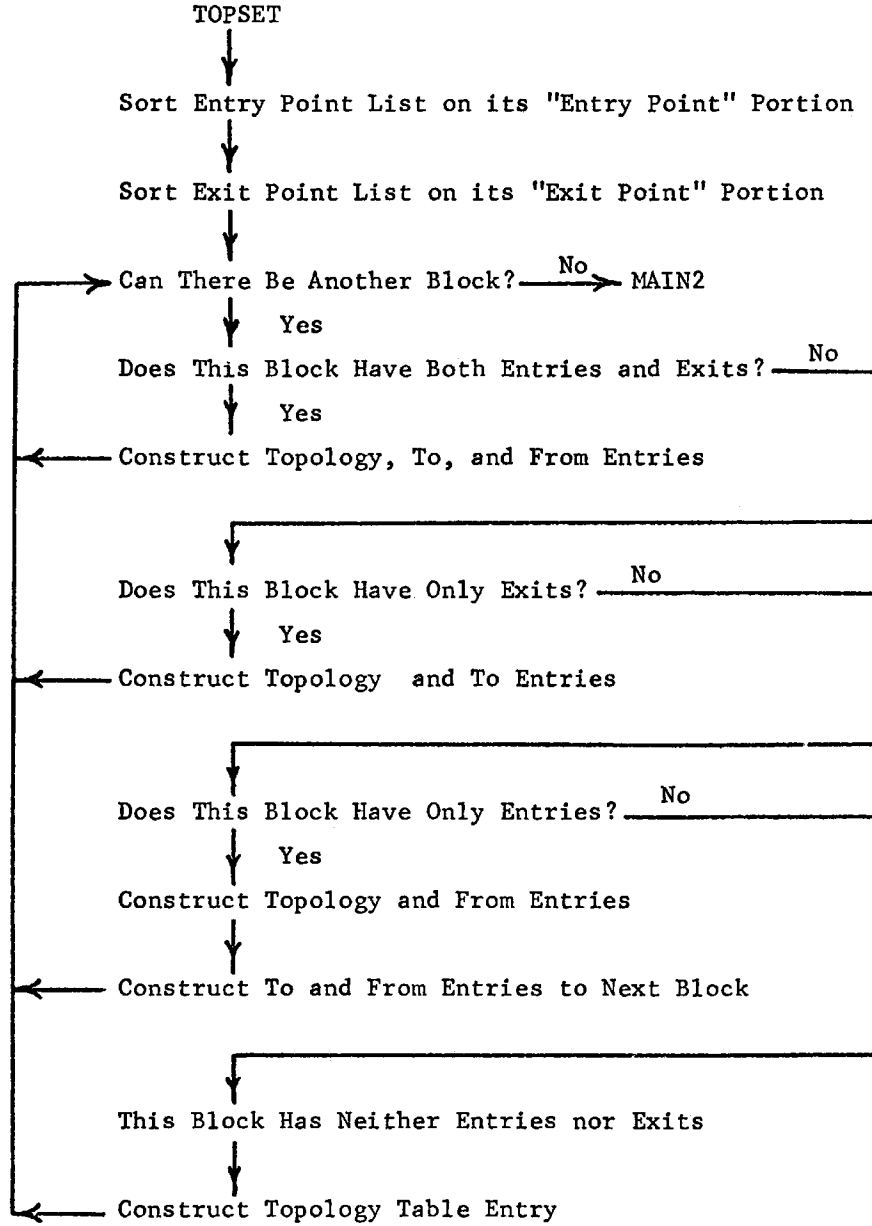 TOPSET
Sort Entry Point List on its "Entry Point" Portion
Sort Exit Point List on its "Exit Point" Portion
Can There Be Another Block? No MAIN2
Yes
Does This Block Have Both Entries and Exits? No
Yes
Construct Topology, To, and From Entries
Does This Block Have Only Exits? No
Yes
Construct Topology and To Entries
Does This Block Have Only Entries? No
Yes
Construct Topology and From Entries
Construct To and From Entries to Next Block
This Block Has Neither Entries nor Exits
Construct Topology Table Entry